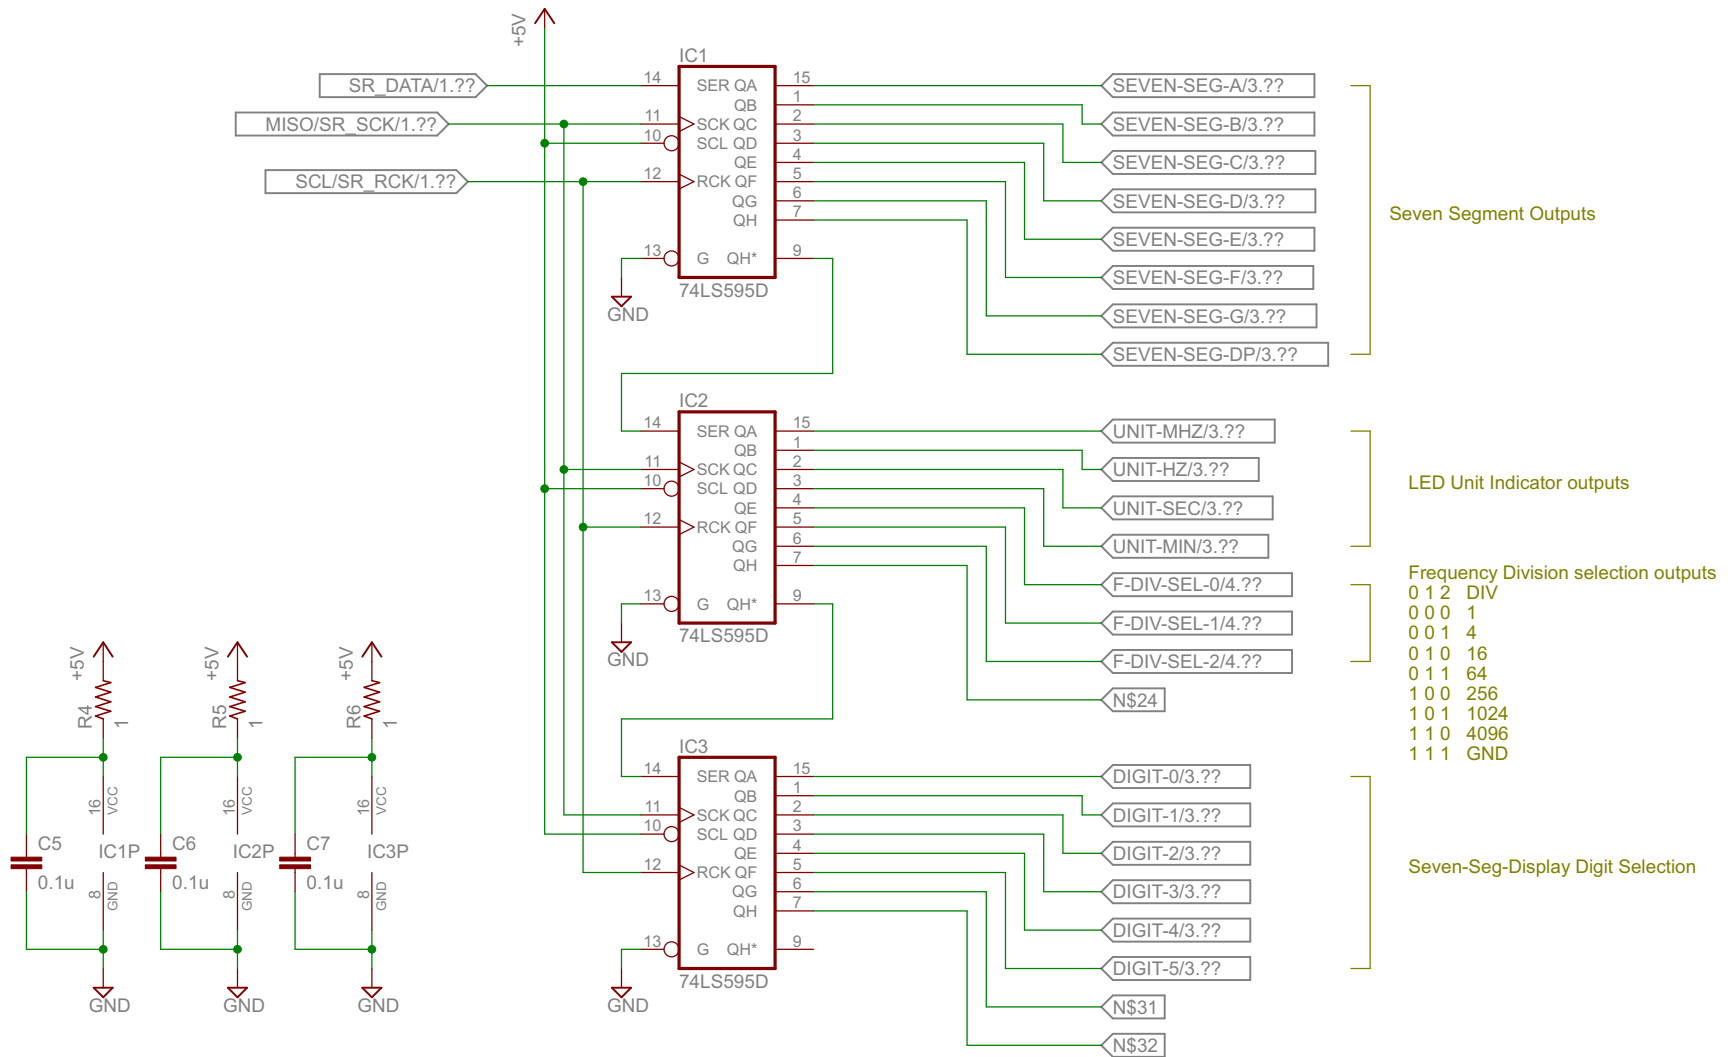 +5V
SR_DATA/1.??
MISO/SR_SCK/1.??
SCL/SR_RCK/1.??
IC1
14 SER QA 15
QB 1
11 SCK QC 2
10 SCL QD 3
QE 4
12 RCK QF 5
QG 6
QH 7
13 G QH* 9
74LS595D
GND
SEVEN-SEG-A/3.??
SEVEN-SEG-B/3.??
SEVEN-SEG-C/3.??
SEVEN-SEG-D/3.??
SEVEN-SEG-E/3.??
SEVEN-SEG-F/3.??
SEVEN-SEG-G/3.??
SEVEN-SEG-DP/3.??
Seven Segment Outputs
IC2
14 SER QA 15
QB 1
11 SCK QC 2
10 SCL QD 3
QE 4
12 RCK QF 5
QG 6
QH 7
13 G QH* 9
74LS595D
GND
UNIT-MHZ/3.??
UNIT-HZ/3.??
UNIT-SEC/3.??
UNIT-MIN/3.??
F-DIV-SEL-0/4.??
F-DIV-SEL-1/4.??
F-DIV-SEL-2/4.??
N$24
LED Unit Indicator outputs
Frequency Division selection outputs
0 1 2 DIV
0 0 0 1
0 0 1 4
0 1 0 16
0 1 1 64
1 0 0 256
1 0 1 1024
1 1 0 4096
1 1 1 GND
IC3
14 SER QA 15
QB 1
11 SCK QC 2
10 SCL QD 3
QE 4
12 RCK QF 5
QG 6
QH 7
13 G QH* 9
74LS595D
GND
DIGIT-0/3.??
DIGIT-1/3.??
DIGIT-2/3.??
DIGIT-3/3.??
DIGIT-4/3.??
DIGIT-5/3.??
N$31
N$32
Seven-Seg-Display Digit Selection
+5V
R4
1
16
VCC
C5
0.1u
IC1P
8
GND
GND
+5V
R5
1
16
VCC
C6
0.1u
IC2P
8
GND
GND
+5V
R6
1
16
VCC
C7
0.1u
IC3P
8
GND
GND